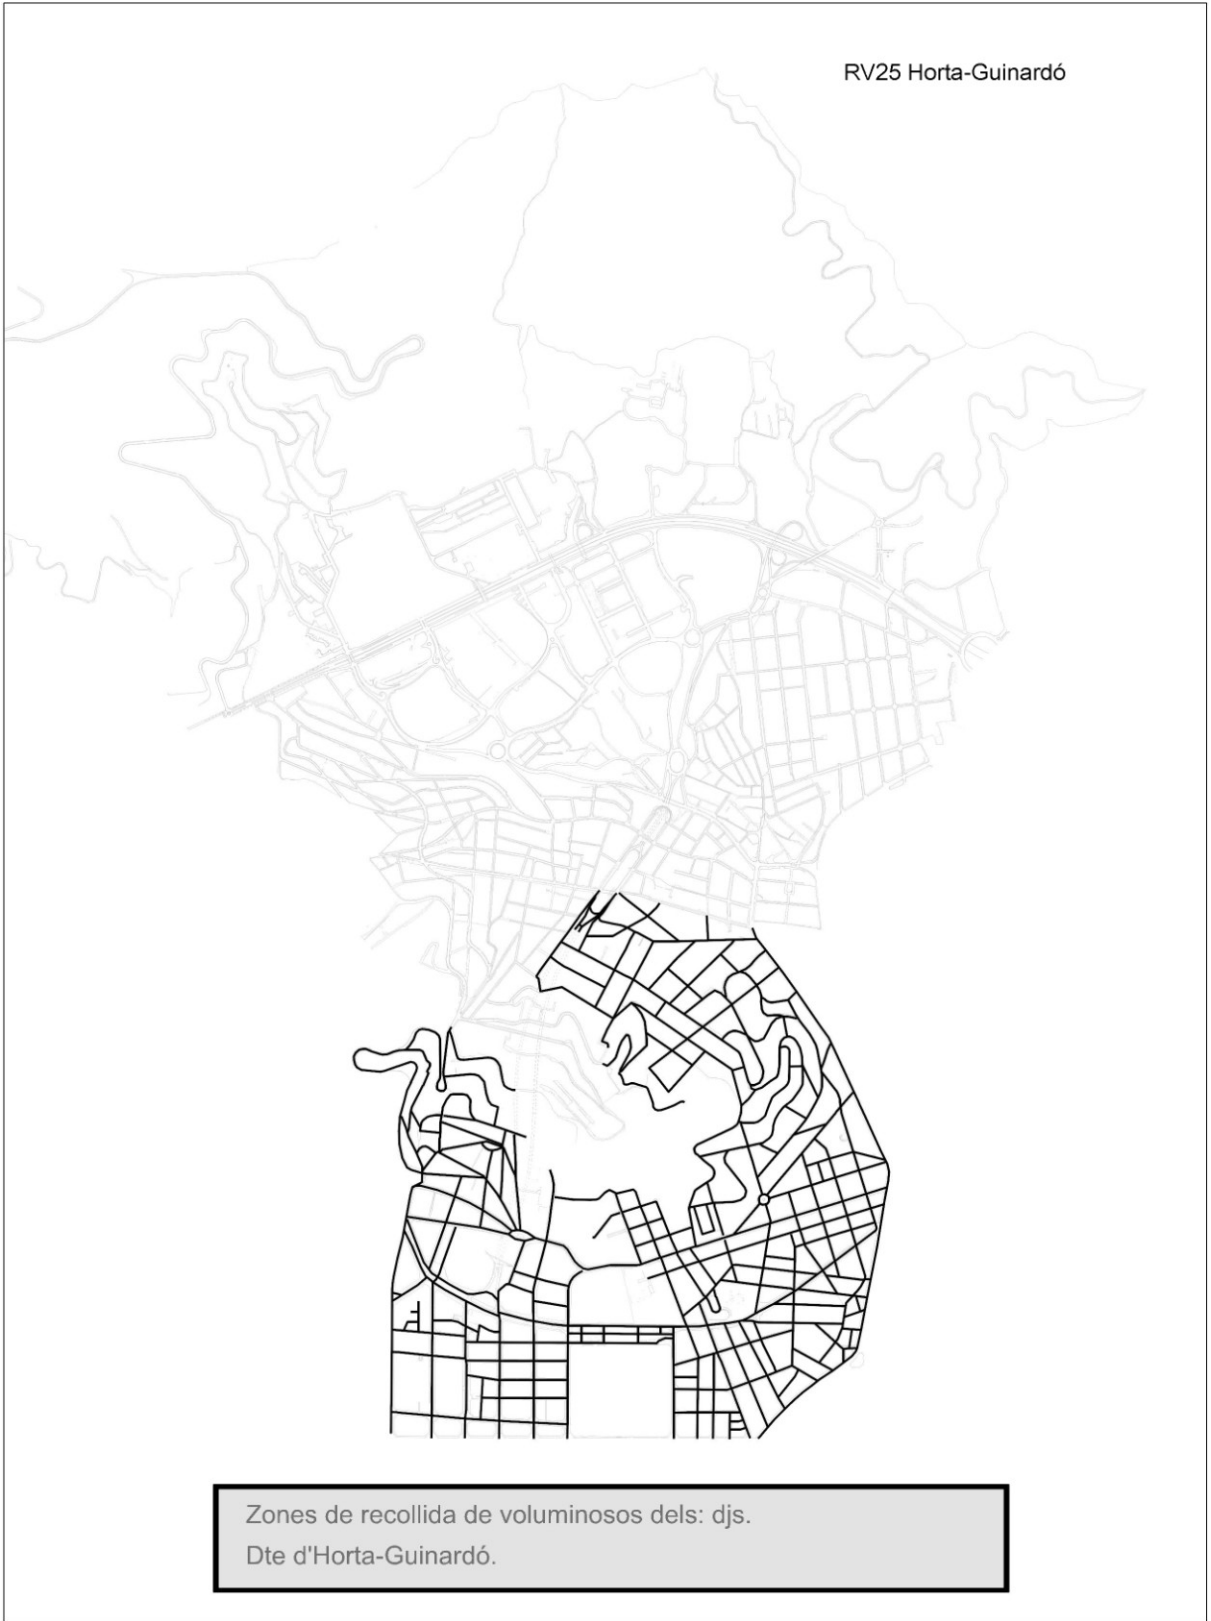 RV25 Horta-Guinardó
Zones de recollida de voluminosos dels: djs.
Dte d'Horta-Guinardó.